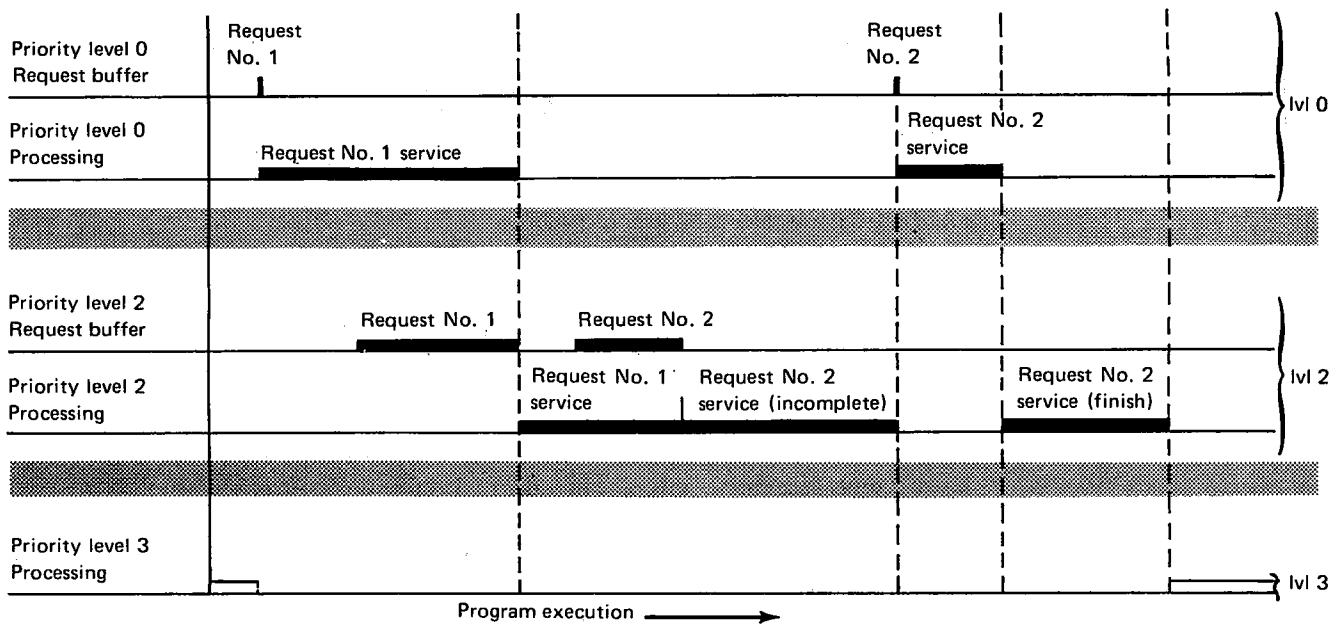 Priority level 0
Request buffer
Request
No. 1
Request
No. 2
lvl 0
Priority level 0
Processing
Request No. 1 service
Request No. 2
service
Priority level 2
Request buffer
Request No. 1
Request No. 2
lvl 2
Priority level 2
Processing
Request No. 1
service
Request No. 2
service (incomplete)
Request No. 2
service (finish)
Priority level 3
Processing
lvl 3
Program execution